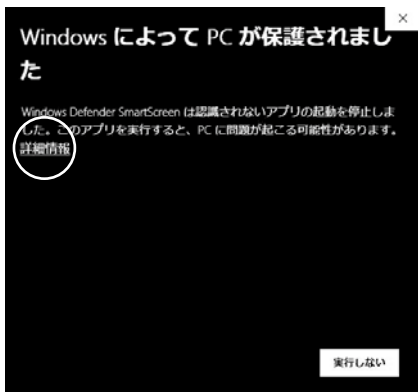 Windows によって PC が保護されまし
た
Windows Defender SmartScreen は認識されないアプリの起動を停止しま
した。このアプリを実行すると、PC に問題が起こる可能性があります。
詳細情報
実行しない